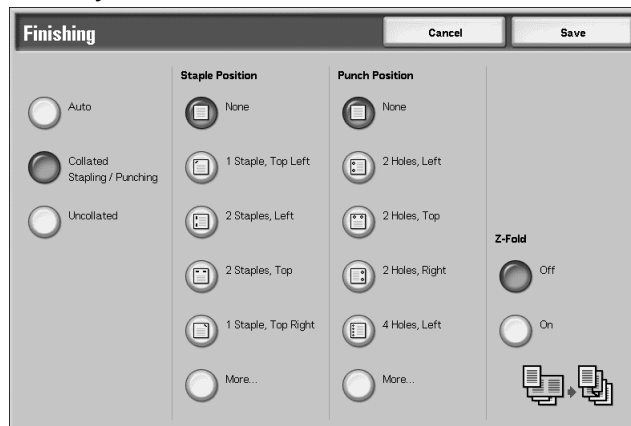 Finishing
Cancel
Save
Auto
Collated
Stapling / Punching
Uncollated
Staple Position
None
1 Staple, Top Left
2 Staples, Left
2 Staples, Top
1 Staple, Top Right
More...
Punch Position
None
2 Holes, Left
2 Holes, Top
2 Holes, Right
4 Holes, Left
More...
Z-Fold
Off
On